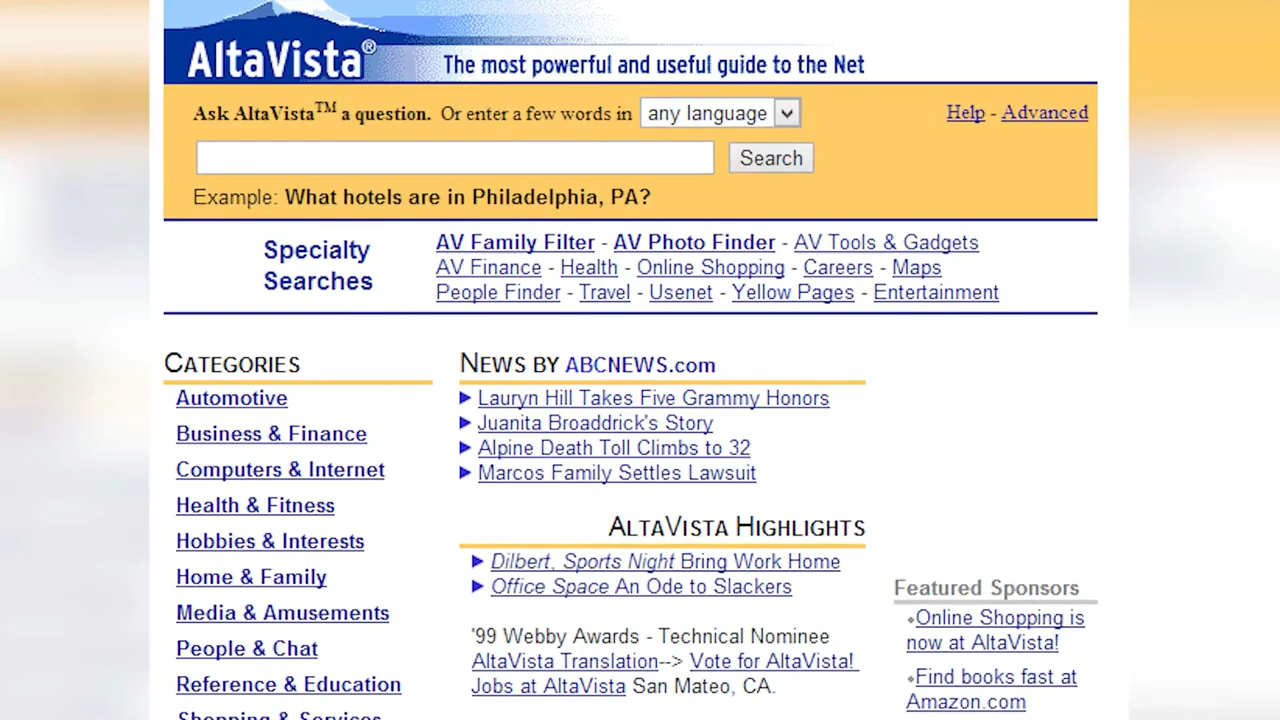 AltaVista®
The most powerful and useful guide to the Net
Ask AltaVista™ a question. Or enter a few words in any language
Help - Advanced
Search
Example: What hotels are in Philadelphia, PA?
Specialty
Searches
AV Family Filter - AV Photo Finder - AV Tools & Gadgets
AV Finance - Health - Online Shopping - Careers - Maps
People Finder - Travel - Usenet - Yellow Pages - Entertainment
CATEGORIES
Automotive
Business & Finance
Computers & Internet
Health & Fitness
Hobbies & Interests
Home & Family
Media & Amusements
People & Chat
Reference & Education
Shopping & Services
NEWS BY ABCNEWS.com
Lauryn Hill Takes Five Grammy Honors
Juanita Broaddrick's Story
Alpine Death Toll Climbs to 32
Marcos Family Settles Lawsuit
ALTAVISTA HIGHLIGHTS
Dilbert, Sports Night Bring Work Home
Office Space An Ode to Slackers
'99 Webby Awards - Technical Nominee
AltaVista Translation--> Vote for AltaVista!
Jobs at AltaVista San Mateo, CA.
Featured Sponsors
Online Shopping is
now at AltaVista!
Find books fast at
Amazon.com